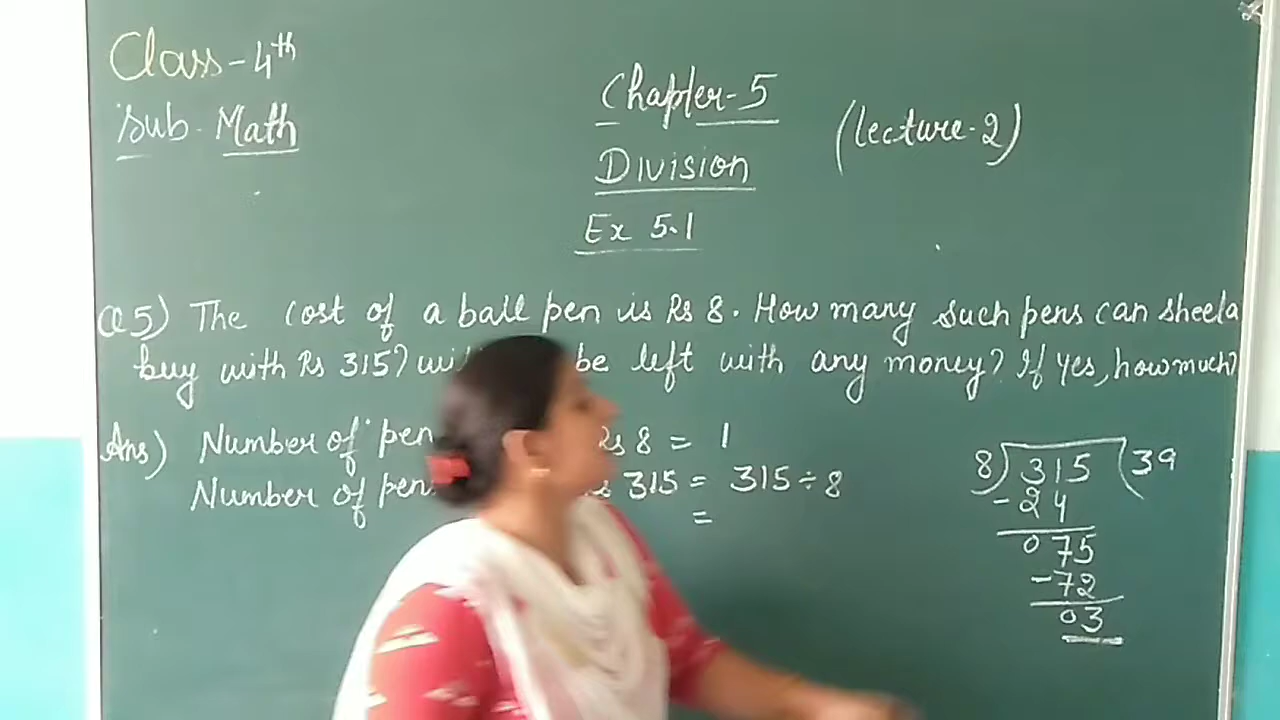 Class-4th
Sub- Math
Chapter-5
(lecture-2)
Division
Ex 5.1
Q5) The cost of a ball pen is Rs 8. How many such pens can sheela
buy with Rs 315? be left with any money? If yes, how much?
Ans) Number of pen Rs 8 = 1
Number of pen 315 = 315÷8
=
8)315(39
-24
075
-72
03